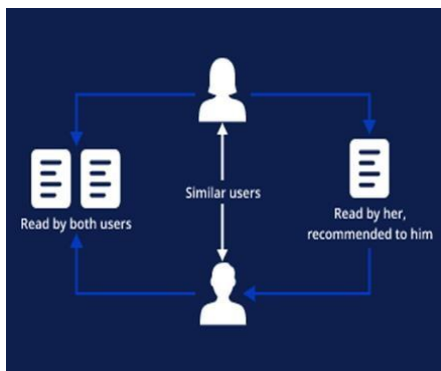 Similar users
Read by both users
Read by her,
recommended to him